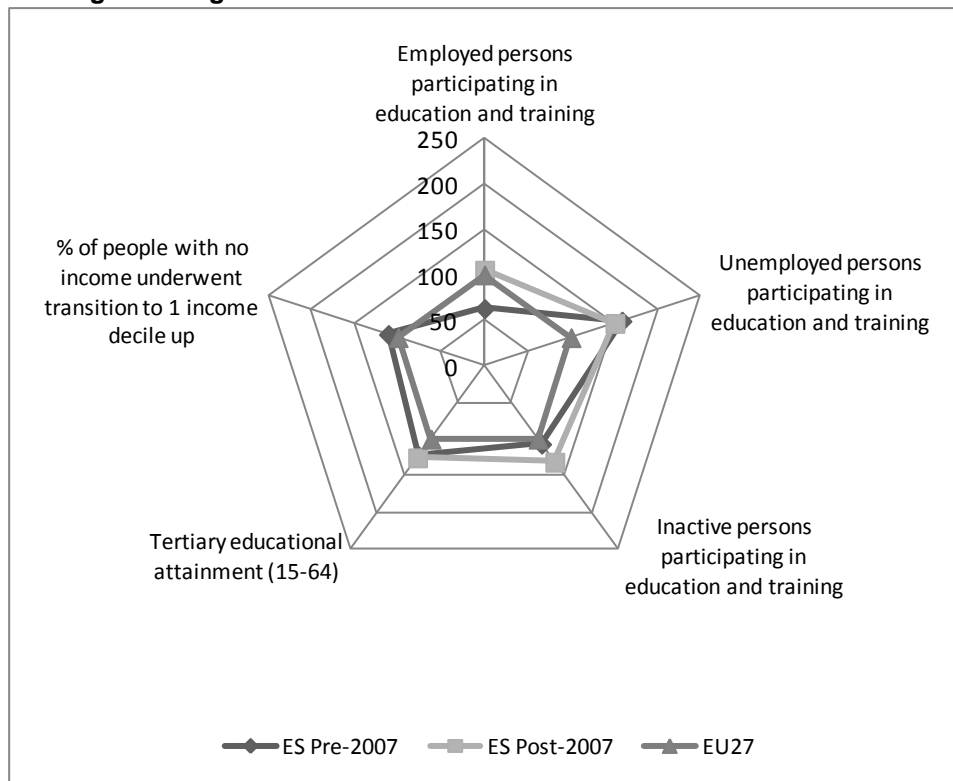 Employed persons
participating in
education and training
250
200
150
100
50
0
% of people with no
income underwent
transition to 1 income
decile up
Unemployed persons
participating in
education and training
Tertiary educational
attainment (15-64)
Inactive persons
participating in
education and training
ES Pre-2007 ES Post-2007 EU27